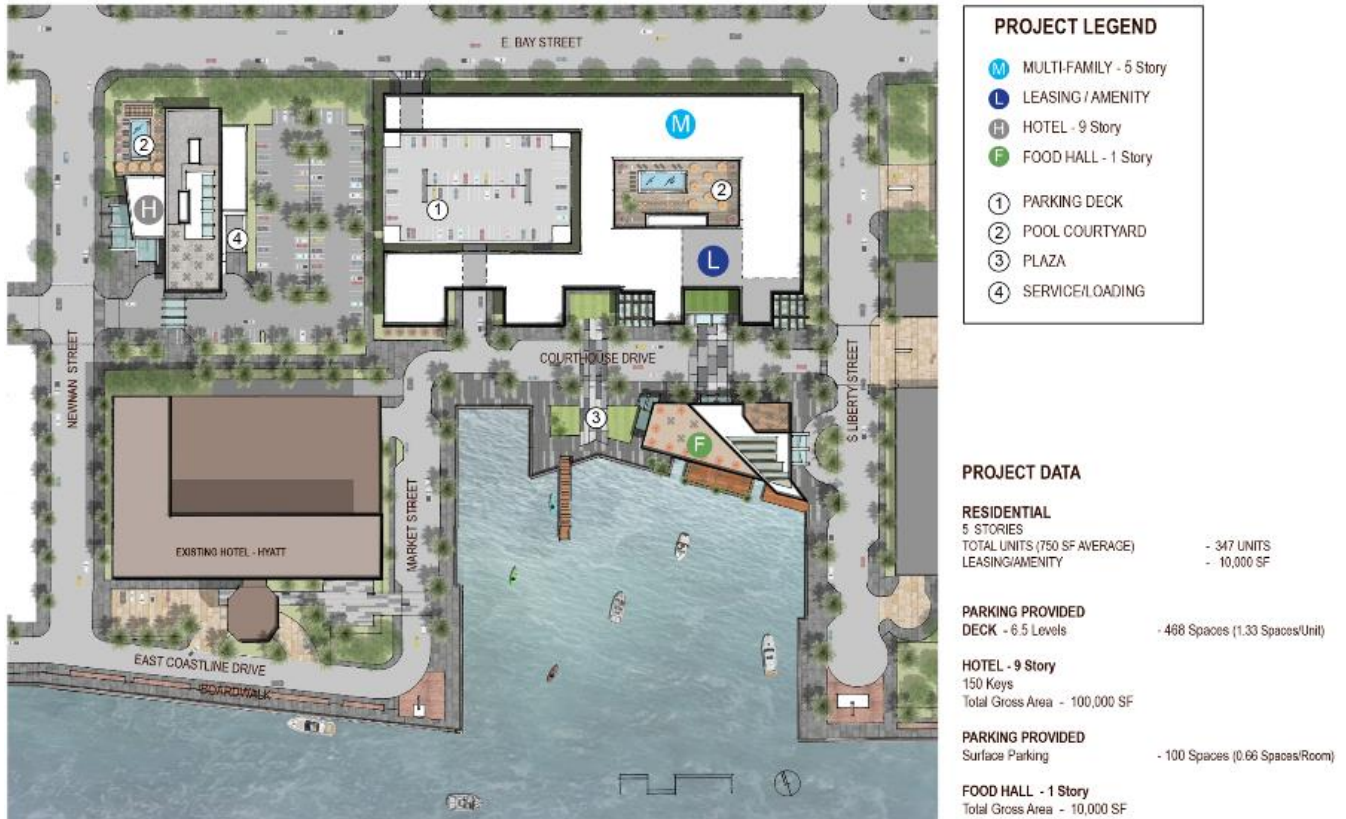 E. BAY STREET
2
H
4
1
M
2
L
NEWNAN STREET
COURTHOUSE DRIVE
S LIBERTY STREET
3
F
MARKET STREET
EXISTING HOTEL - HYATT
EAST COASTLINE DRIVE
BOARDWALK
PROJECT LEGEND
M MULTI-FAMILY - 5 Story
L LEASING / AMENITY
H HOTEL - 9 Story
F FOOD HALL - 1 Story
1 PARKING DECK
2 POOL COURTYARD
3 PLAZA
4 SERVICE/LOADING
PROJECT DATA
RESIDENTIAL
5 STORIES
TOTAL UNITS (750 SF AVERAGE) - 347 UNITS
LEASING/AMENITY - 10,000 SF
PARKING PROVIDED
DECK - 6.5 Levels - 468 Spaces (1.33 Spaces/Unit)
HOTEL - 9 Story
150 Keys
Total Gross Area - 100,000 SF
PARKING PROVIDED
Surface Parking - 100 Spaces (0.66 Spaces/Room)
FOOD HALL - 1 Story
Total Gross Area - 10,000 SF